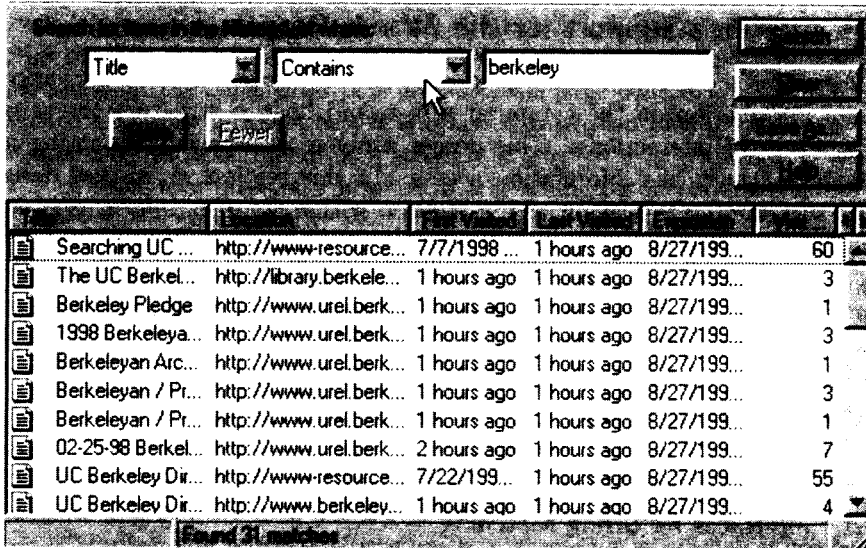 Title Contains berkeley
Fewer
Title Location First Visited Last Visited Expiration
Searching UC ... http://www-resource... 7/7/1998 ... 1 hours ago 8/27/199... 60
The UC Berkel... http://library.berkele... 1 hours ago 1 hours ago 8/27/199... 3
Berkeley Pledge http://www.urel.berk... 1 hours ago 1 hours ago 8/27/199... 1
1998 Berkeleya... http://www.urel.berk... 1 hours ago 1 hours ago 8/27/199... 3
Berkeleyan Arc... http://www.urel.berk... 1 hours ago 1 hours ago 8/27/199... 1
Berkeleyan / Pr... http://www.urel.berk... 1 hours ago 1 hours ago 8/27/199... 3
Berkeleyan / Pr... http://www.urel.berk... 1 hours ago 1 hours ago 8/27/199... 1
02-25-98 Berkel... http://www.urel.berk... 2 hours ago 1 hours ago 8/27/199... 7
UC Berkeley Dir... http://www-resource... 7/22/199... 1 hours ago 8/27/199... 55
UC Berkeley Dir... http://www.berkeley... 1 hours ago 1 hours ago 8/27/199... 4
Found 31 matches